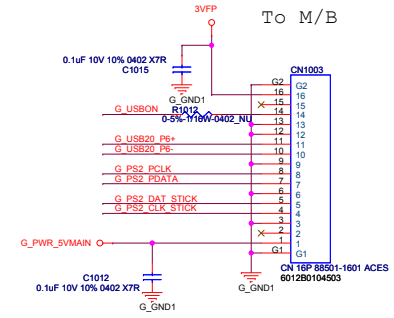 3VFP
To M/B
0.1uF 10V 10% 0402 X7R
C1015
CN1003
G_GND1
G2 G2
16 16
15 15
G_USBON R1012 14 14
0-5%-1/16W-0402_NU 13 13
12 12
G_USB20_P6+ 11 11
G_USB20_P6- 10 10
9 9
G_PS2_PCLK 8 8
G_PS2_PDATA 7 7
6 6
G_PS2_DAT_STICK 5 5
G_PS2_CLK_STICK 4 4
3 3
2 2
G_PWR_5VMAIN 1 1
G1 G1
CN 16P 88501-1601 ACES
6012B0104503
C1012
0.1uF 10V 10% 0402 X7R
G_GND1
G_GND1